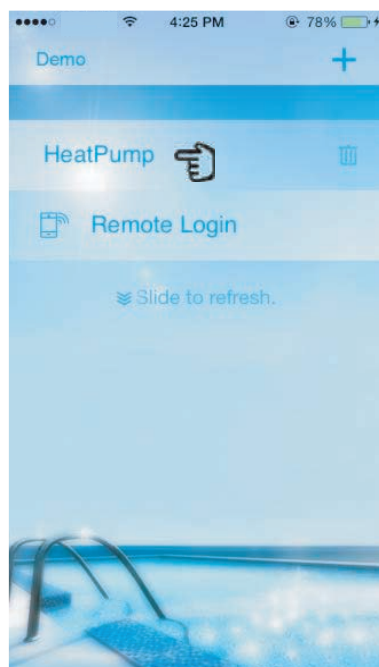 4:25 PM 78%
Demo
HeatPump
Remote Login
Slide to refresh.